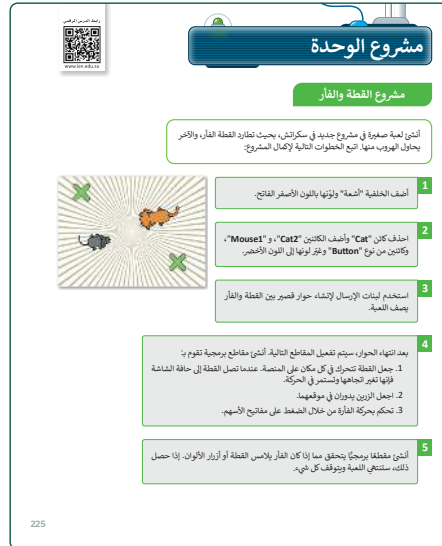 رابط الدرس الرقمي
www.ien.edu.sa
مشروع الوحدة
مشروع القطة والفأر
أنشئ لعبة صغيرة في مشروع جديد في سكراتش، بحيث تطارد القطة الفأر، والآخر
يحاول الهروب منها. اتبع الخطوات التالية لإكمال المشروع:
1
أضف الخلفية "أشعة" ولوّنها باللون الأصفر الفاتح.
2
احذف كائن "Cat" وأضف الكائنين "Cat2"، و "Mouse1"،
وكائنين من نوع "Button" وغيّر لونها إلى اللون الأخضر.
3
استخدم لبنات الإرسال لإنشاء حوار قصير بين القطة والفأر
يصف اللعبة.
4
بعد انتهاء الحوار، سيتم تفعيل المقاطع التالية. أنشئ مقاطع برمجية تقوم بـ:
1. جعل القطة تتحرك في كل مكان على المنصة. عندما تصل القطة إلى حافة الشاشة
فإنها تغير اتجاهها وتستمر في الحركة.
2. اجعل الزرين يدوران في موقعهما.
3. تحكم بحركة الفأرة من خلال الضغط على مفاتيح الأسهم.
5
أنشئ مقطعًا برمجيًا يتحقق مما إذا كان الفأر يلامس القطة أو أزرار الألوان. إذا حصل
ذلك، ستنتهي اللعبة ويتوقف كل شيء.
225